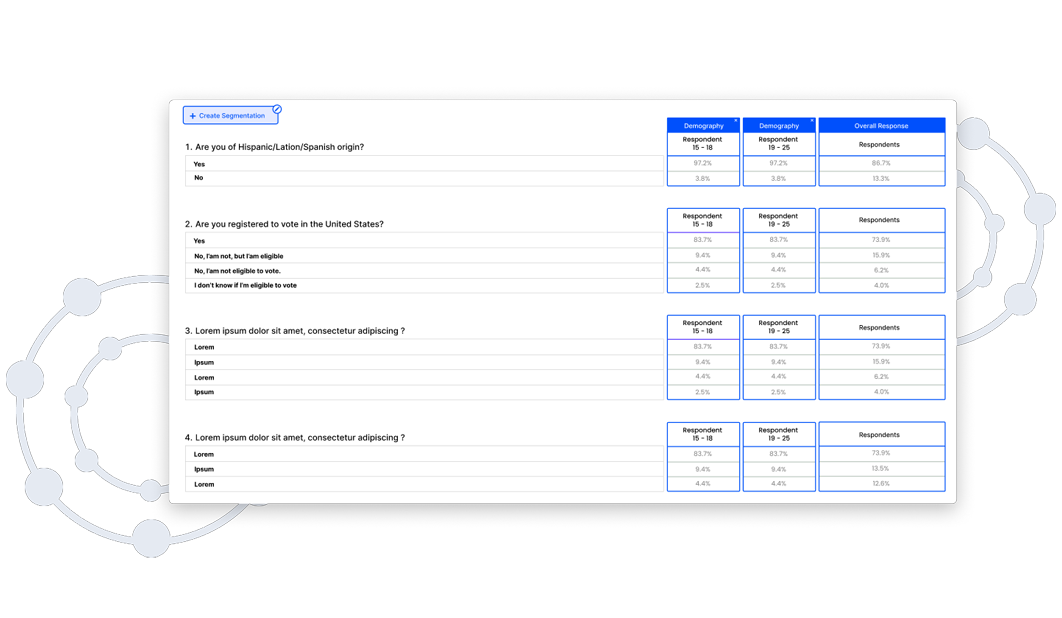 + Create Segmentation
Demography × Demography × Overall Response
1. Are you of Hispanic/Lation/Spanish origin? Respondent 15 - 18 Respondent 19 - 25 Respondents
Yes 97.2% 97.2% 86.7%
No 3.8% 3.8% 13.3%
2. Are you registered to vote in the United States? Respondent 15 - 18 Respondent 19 - 25 Respondents
Yes 83.7% 83.7% 73.9%
No, I'am not, but I'am eligible 9.4% 9.4% 15.9%
No, I'am not eligible to vote. 4.4% 4.4% 6.2%
I don't know if I'm eligible to vote 2.5% 2.5% 4.0%
3. Lorem ipsum dolor sit amet, consectetur adipiscing ? Respondent 15 - 18 Respondent 19 - 25 Respondents
Lorem 83.7% 83.7% 73.9%
Ipsum 9.4% 9.4% 15.9%
Lorem 4.4% 4.4% 6.2%
Ipsum 2.5% 2.5% 4.0%
4. Lorem ipsum dolor sit amet, consectetur adipiscing ? Respondent 15 - 18 Respondent 19 - 25 Respondents
Lorem 83.7% 83.7% 73.9%
Ipsum 9.4% 9.4% 13.5%
Lorem 4.4% 4.4% 12.6%